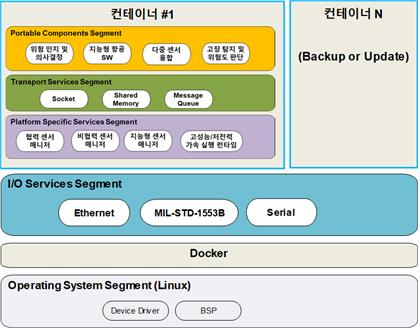 컨테이너 #1
Portable Components Segment
위험 인지 및
의사결정
지능형 항공
SW
다중 센서
융합
고장 탐지 및
위험도 판단
Transport Services Segment
Socket
Shared
Memory
Message
Queue
Platform Specific Services Segment
협력 센서
매니저
비협력 센서
매니저
지능형 센서
매니저
고성능/저전력
가속 실행 런타임
컨테이너 N
(Backup or Update)
I/O Services Segment
Ethernet
MIL-STD-1553B
Serial
Docker
Operating System Segment (Linux)
Device Driver
BSP